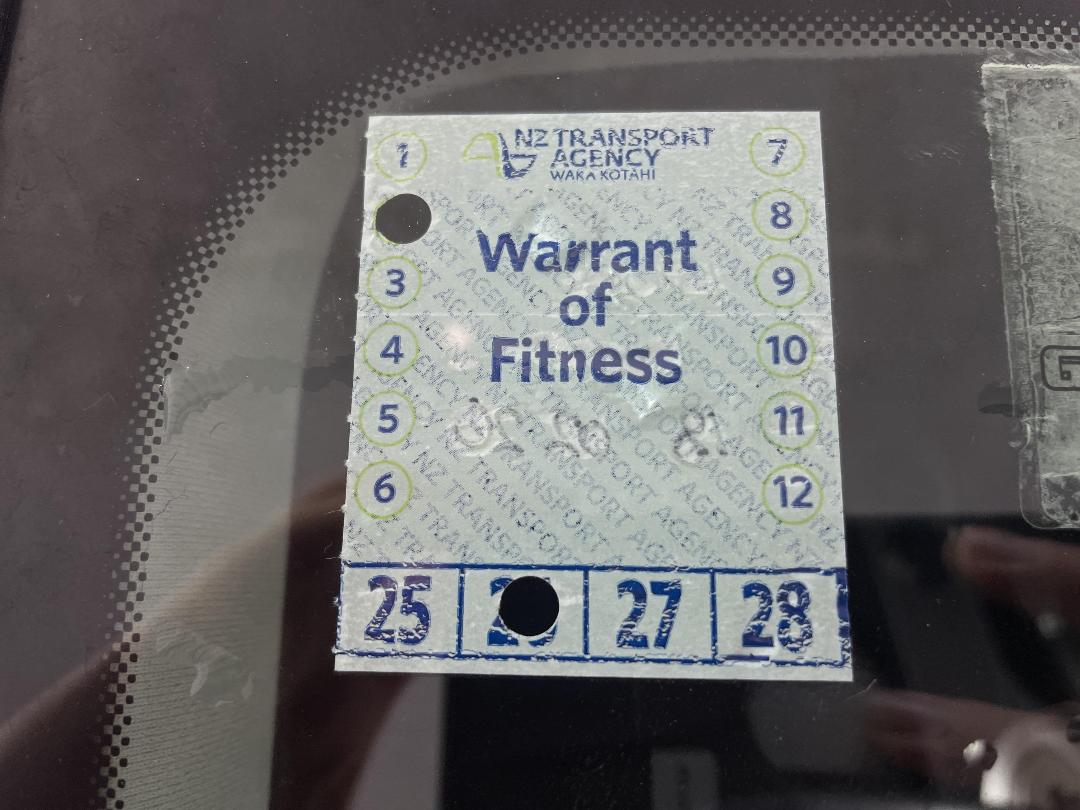 1
NZ TRANSPORT
AGENCY
WAKA KOTAHI
7
8
Warrant
of
Fitness
3
9
4
10
5
11
6
12
25
27
28